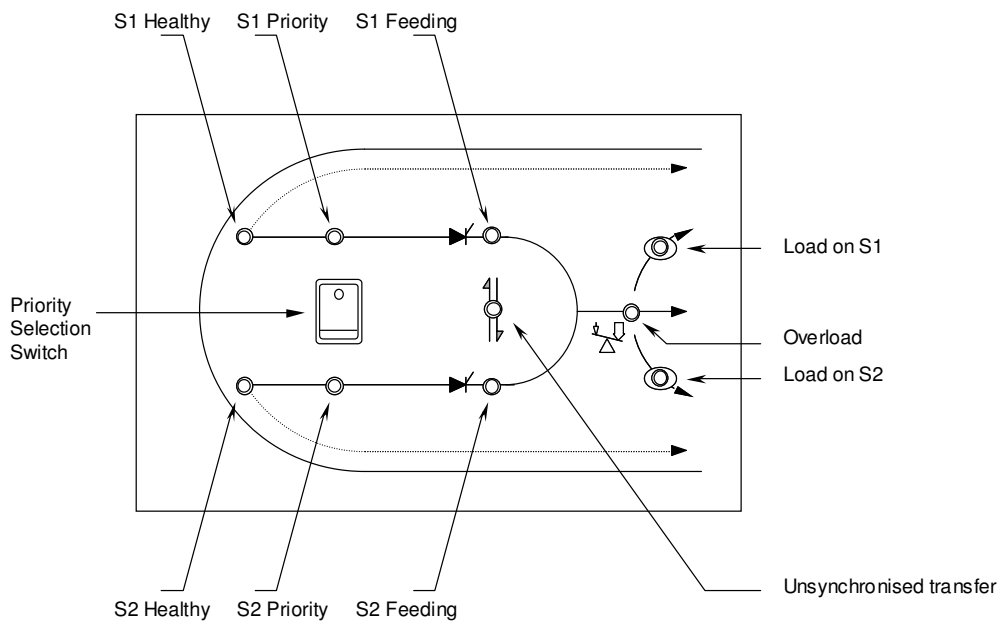 S1 Healthy
S1 Priority
S1 Feeding
Load on S1
Priority
Selection
Switch
Overload
Load on S2
Unsynchronised transfer
S2 Healthy
S2 Priority
S2 Feeding